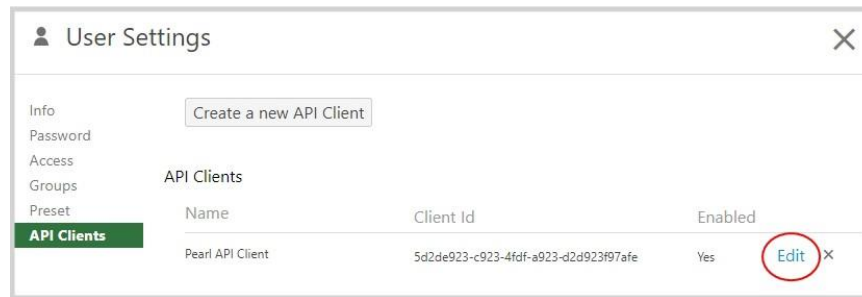 User Settings
Info
Password
Access
Groups
Preset
API Clients
Create a new API Client
API Clients
Name Client Id Enabled
Pearl API Client 5d2de923-c923-4fdf-a923-d2d923f97afe Yes Edit ×